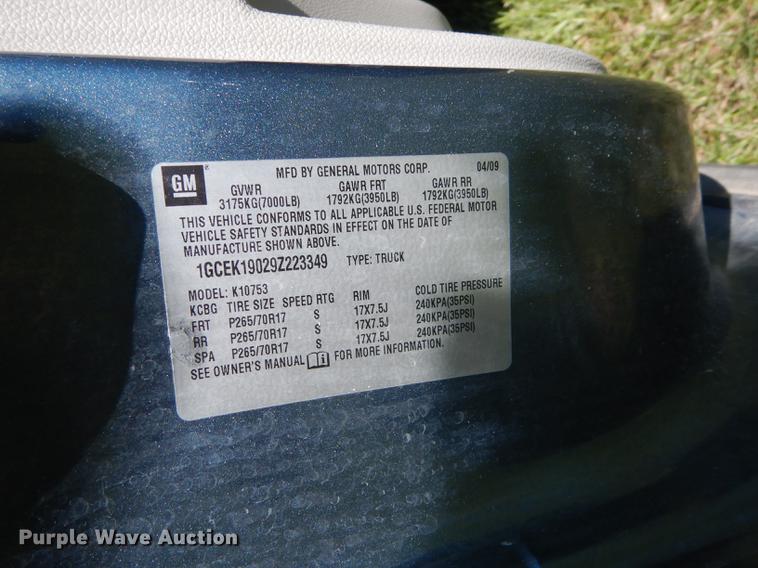 GM
®
MFD BY GENERAL MOTORS CORP. 04/09
GVWR GAWR FRT GAWR RR
3175KG(7000LB) 1792KG(3950LB) 1792KG(3950LB)
THIS VEHICLE CONFORMS TO ALL APPLICABLE U.S. FEDERAL MOTOR
VEHICLE SAFETY STANDARDS IN EFFECT ON THE DATE OF
MANUFACTURE SHOWN ABOVE.
1GCEK19029Z223349 TYPE: TRUCK
MODEL: K10753
KCBG TIRE SIZE SPEED RTG RIM COLD TIRE PRESSURE
FRT P265/70R17 S 17X7.5J 240KPA(35PSI)
RR P265/70R17 S 17X7.5J 240KPA(35PSI)
SPA P265/70R17 S 17X7.5J 240KPA(35PSI)
SEE OWNER'S MANUAL FOR MORE INFORMATION.
Purple Wave Auction